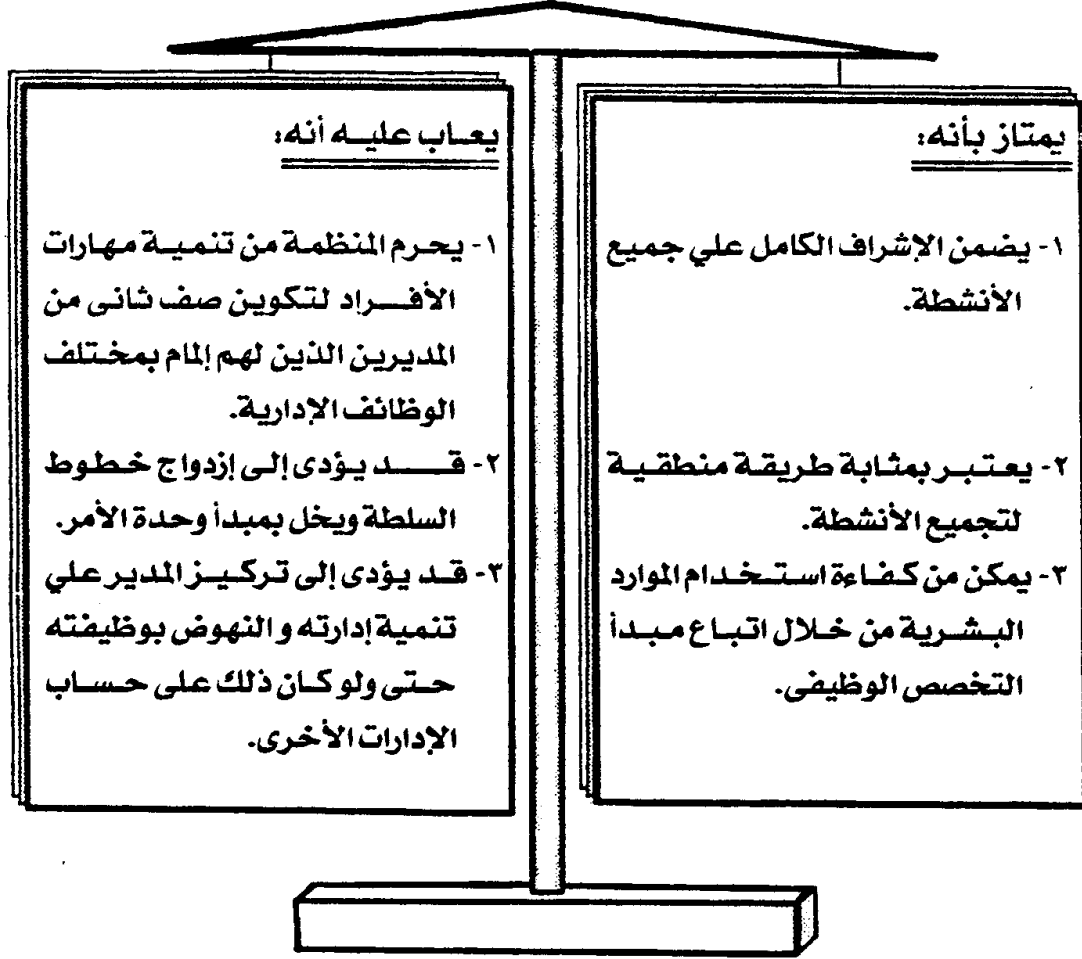 يمتاز بأنه:
١- يضمن الإشراف الكامل علي جميع
الأنشطة.
٢- يعتبر بمثابة طريقة منطقية
لتجميع الأنشطة.
٣- يمكن من كفاءة استخدام الموارد
البشرية من خلال اتباع مبدأ
التخصص الوظيفى.
يعاب عليه أنه:
١- يحرم المنظمة من تنمية مهارات
الأفراد لتكوين صف ثانى من
المديرين الذين لهم إلمام بمختلف
الوظائف الإدارية.
٢- قد يؤدى إلى إزدواج خطوط
السلطة ويخل بمبدأ وحدة الأمر.
٣- قد يؤدى إلى تركيز المدير علي
تنمية إدارته و النهوض بوظيفته
حتى ولو كان ذلك على حساب
الإدارات الأخرى.